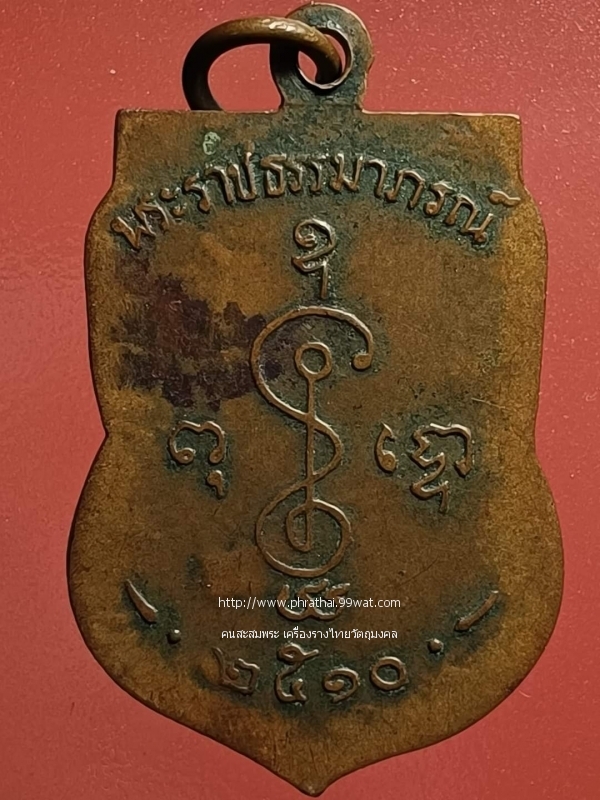 พระราชธรรมาภรณ์
พุ
http://www.phrathai.99wat.com
คนสะสมพระ เครื่องรางไทยวัตถุมงคล
๒๕๑๐